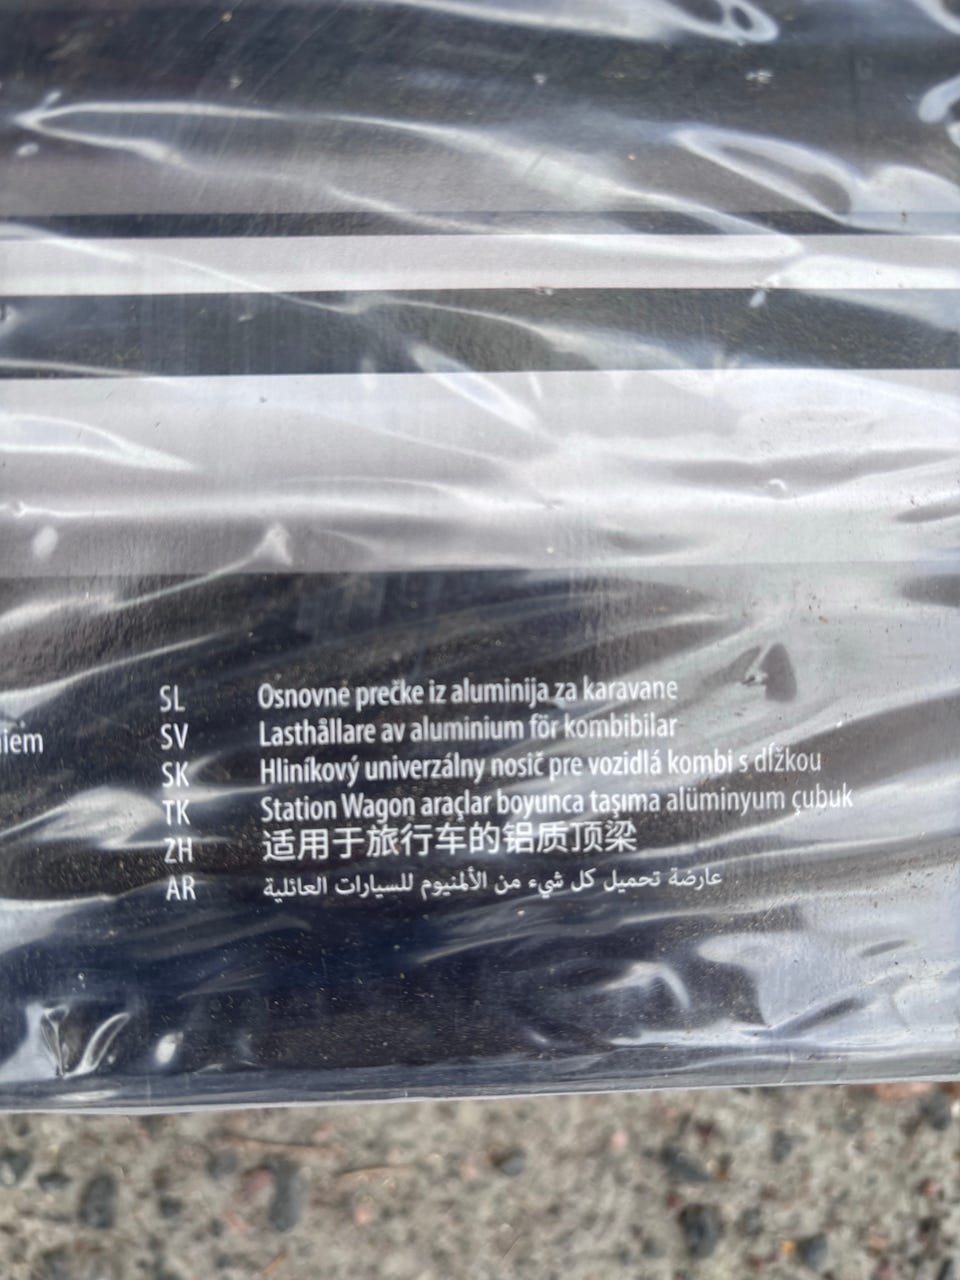 SL Osnovne prečke iz aluminija za karavane
SV Lasthållare av aluminium för kombibilar
SK Hliníkový univerzálny nosič pre vozidlá kombi s dĺžkou
TK Station Wagon araçlar boyunca taşıma alüminyum çubuk
ZH 适用于旅行车的铝质顶梁
AR عارضة تحميل كل شيء من الألمنيوم للسيارات العائلية